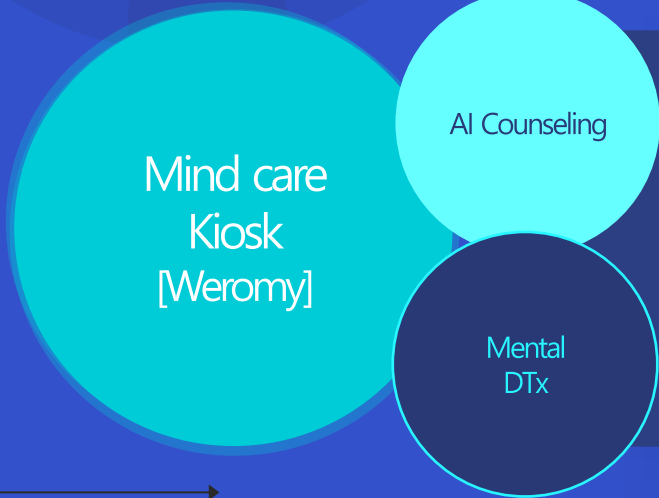 Mind care
Kiosk
[Weromy]
AI Counseling
Mental
DTx